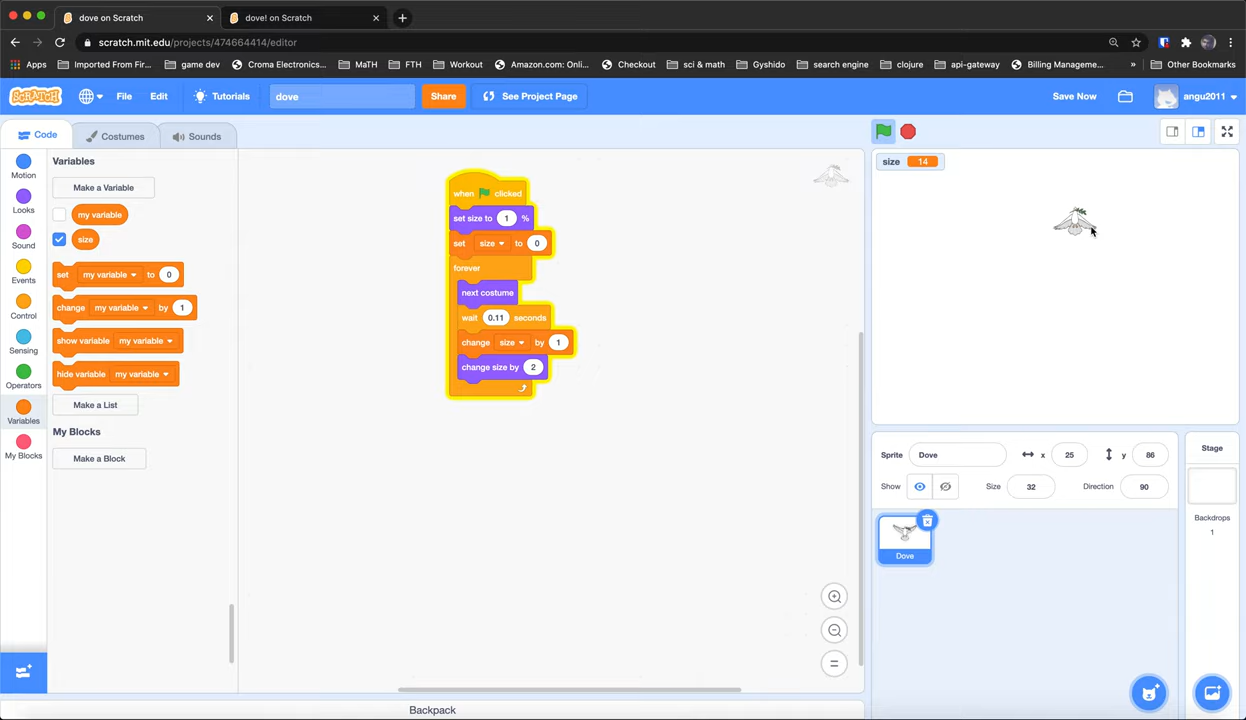 dove on Scratch
dove! on Scratch
scratch.mit.edu/projects/474664414/editor
Apps
Imported From Fir...
game dev
Croma Electronics...
MaTH
FTH
Workout
Amazon.com: Onl...
Checkout
sci & math
Gyshido
search engine
clojure
api-gateway
Billing Manageme...
»
Other Bookmarks
SCRATCH
File
Edit
Tutorials
dove
Share
See Project Page
Save Now
angu2011
Code
Costumes
Sounds
Motion
Looks
Sound
Events
Control
Sensing
Operators
Variables
My Blocks
Variables
Make a Variable
my variable
size
set my variable to 0
change my variable by 1
show variable my variable
hide variable my variable
Make a List
My Blocks
Make a Block
when clicked
set size to 1 %
set size to 0
forever
next costume
wait 0.11 seconds
change size by 1
change size by 2
Backpack
size 14
Sprite Dove x 25 y 86
Show Size 32 Direction 90
Dove
Stage
Backdrops
1